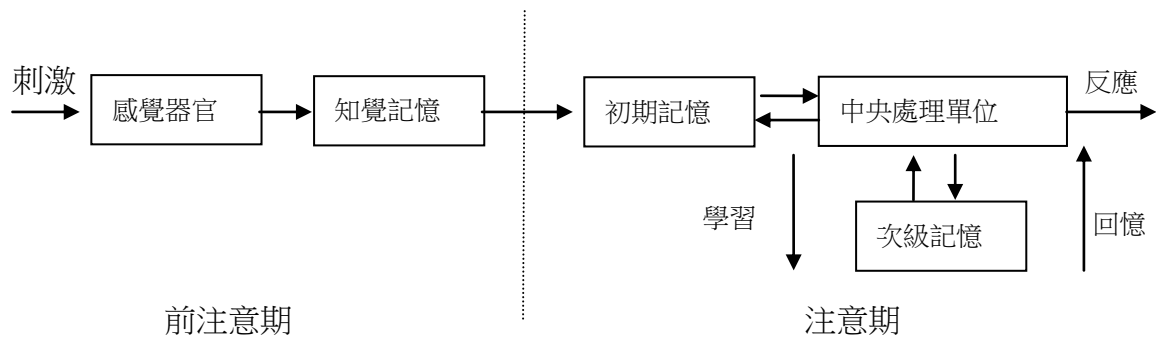 刺激
感覺器官
知覺記憶
初期記憶
中央處理單位
反應
學習
次級記憶
回憶
前注意期
注意期